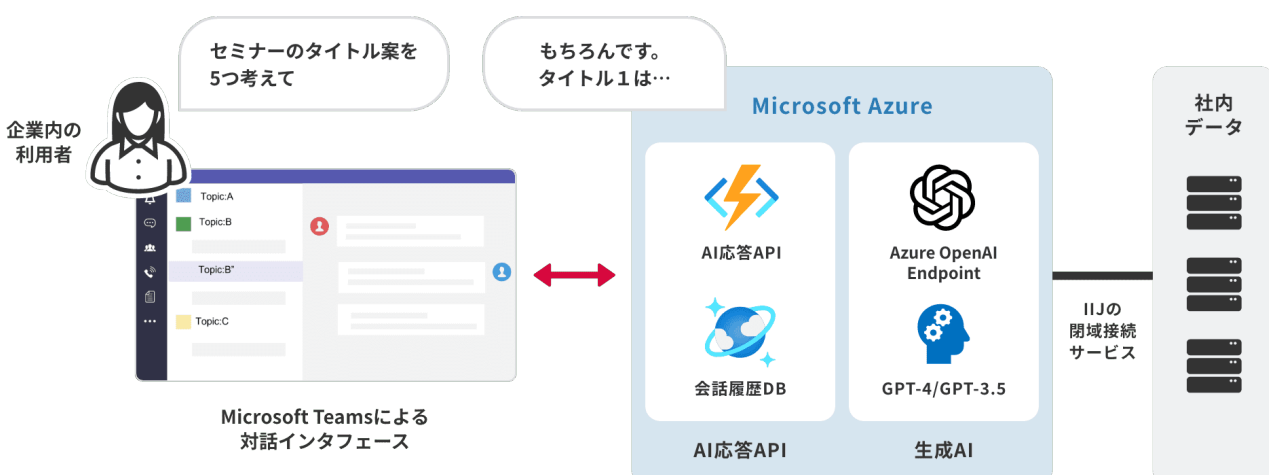 セミナーのタイトル案を
5つ考えて
もちろんです。
タイトル１は…
企業内の
利用者
Topic:A
Topic:B
Topic:B”
Topic:C
Microsoft Teamsによる
対話インタフェース
Microsoft Azure
AI応答API
Azure OpenAI
Endpoint
会話履歴DB
GPT-4/GPT-3.5
AI応答API
生成AI
IIJの
閉域接続
サービス
社内
データ